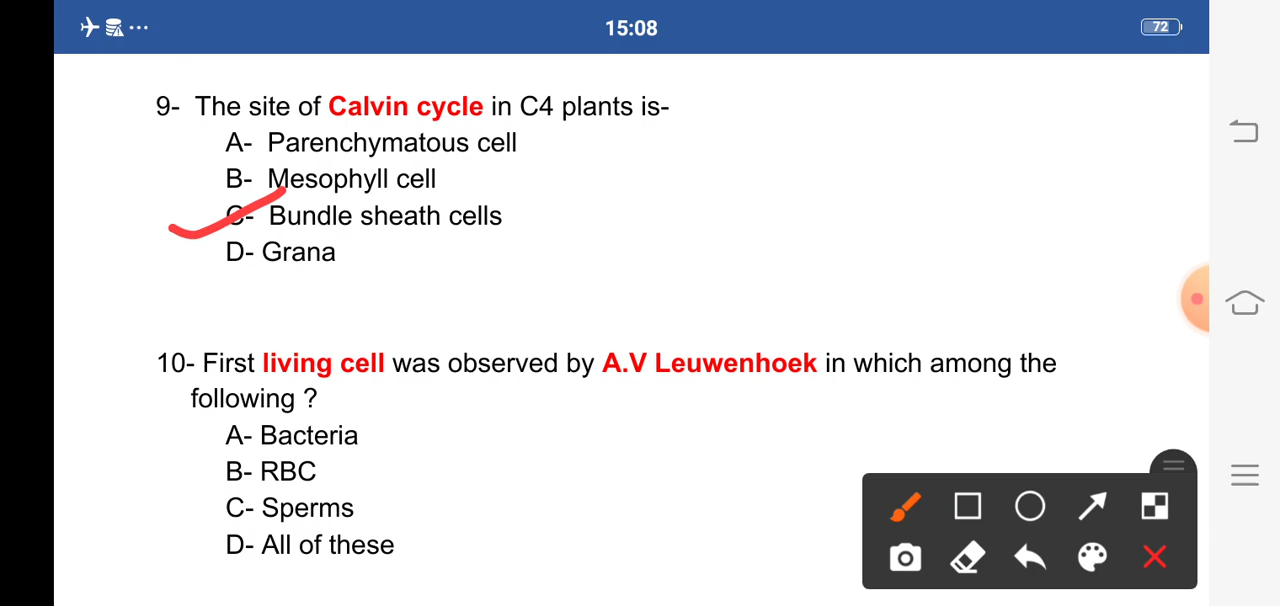 15:08
72
9- The site of Calvin cycle in C4 plants is-
A- Parenchymatous cell
B- Mesophyll cell
C- Bundle sheath cells
D- Grana
10- First living cell was observed by A.V Leuwenhoek in which among the
following ?
A- Bacteria
B- RBC
C- Sperms
D- All of these